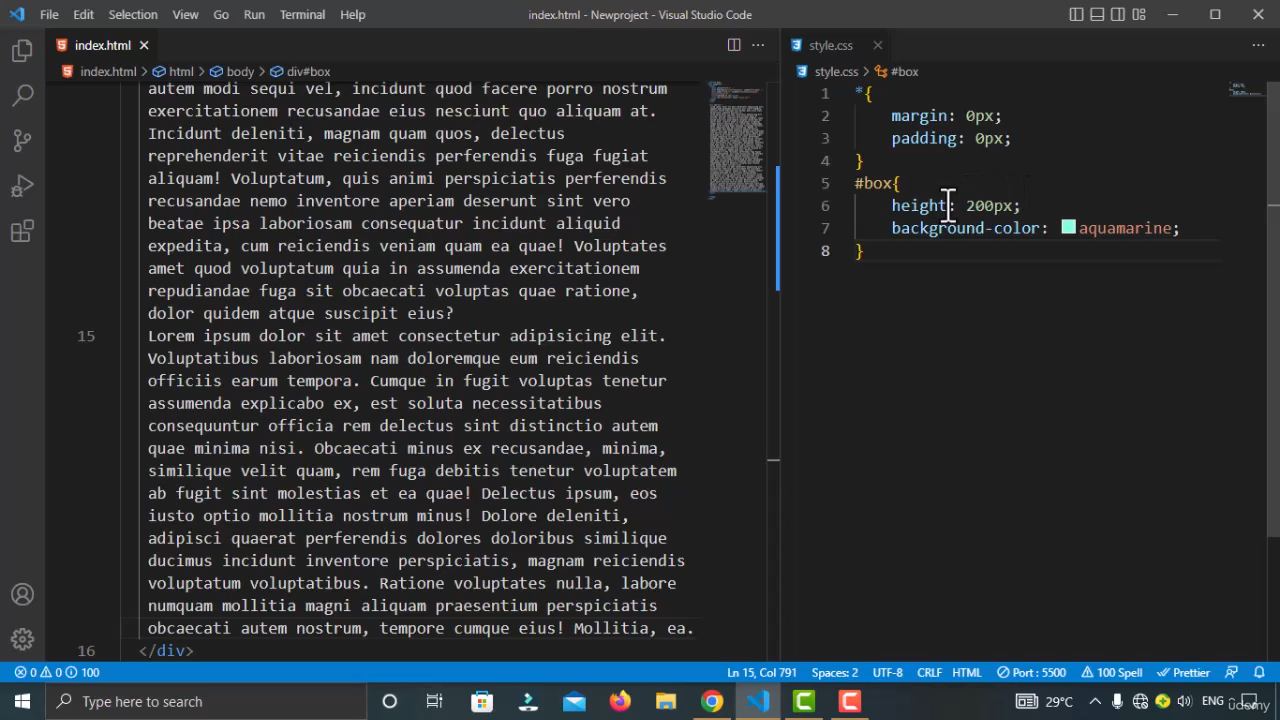 File Edit Selection View Go Run Terminal Help
index.html - Newproject - Visual Studio Code
index.html
index.html > html > body > div#box
autem modi sequi vel, incidunt quod facere porro nostrum
exercitationem recusandae eius nesciunt quo aliquam at.
Incidunt deleniti, magnam quam quos, delectus
reprehenderit vitae reiciendis perferendis fuga fugiat
aliquam! Voluptatum, quis animi perspiciatis perferendis
recusandae nemo inventore aperiam deserunt sint vero
beatae ipsa laboriosam consequatur incidunt aliquid
expedita, cum reiciendis veniam quam ea quae! Voluptates
amet quod voluptatum quia in assumenda exercitationem
repudiandae fuga sit obcaecati voluptas quae ratione,
dolor quidem atque suscipit eius?
15 Lorem ipsum dolor sit amet consectetur adipisicing elit.
Voluptatibus laboriosam nam doloremque eum reiciendis
officiis earum tempora. Cumque in fugit voluptas tenetur
assumenda explicabo ex, est soluta necessitatibus
consequuntur officia rem delectus sint distinctio autem
quae minima nisi. Obcaecati minus ex recusandae, minima,
similique velit quam, rem fuga debitis tenetur voluptatem
ab fugit sint molestias et ea quae! Delectus ipsum, eos
iusto optio mollitia nostrum minus! Dolore deleniti,
adipisci quaerat perferendis dolores doloribus similique
ducimus incidunt inventore perspiciatis, magnam reiciendis
voluptatum voluptatibus. Ratione voluptates nulla, labore
numquam mollitia magni aliquam praesentium perspiciatis
obcaecati autem nostrum, tempore cumque eius! Mollitia, ea.
16 </div>
style.css
style.css > #box
1 *{
2 margin: 0px;
3 padding: 0px;
4 }
5 #box{
6 height: 200px;
7 background-color: aquamarine;
8 }
0 0 100
Ln 15, Col 791 Spaces: 2 UTF-8 CRLF HTML Port : 5500 100 Spell Prettier
Type here to search
29°C ENG
Udemy